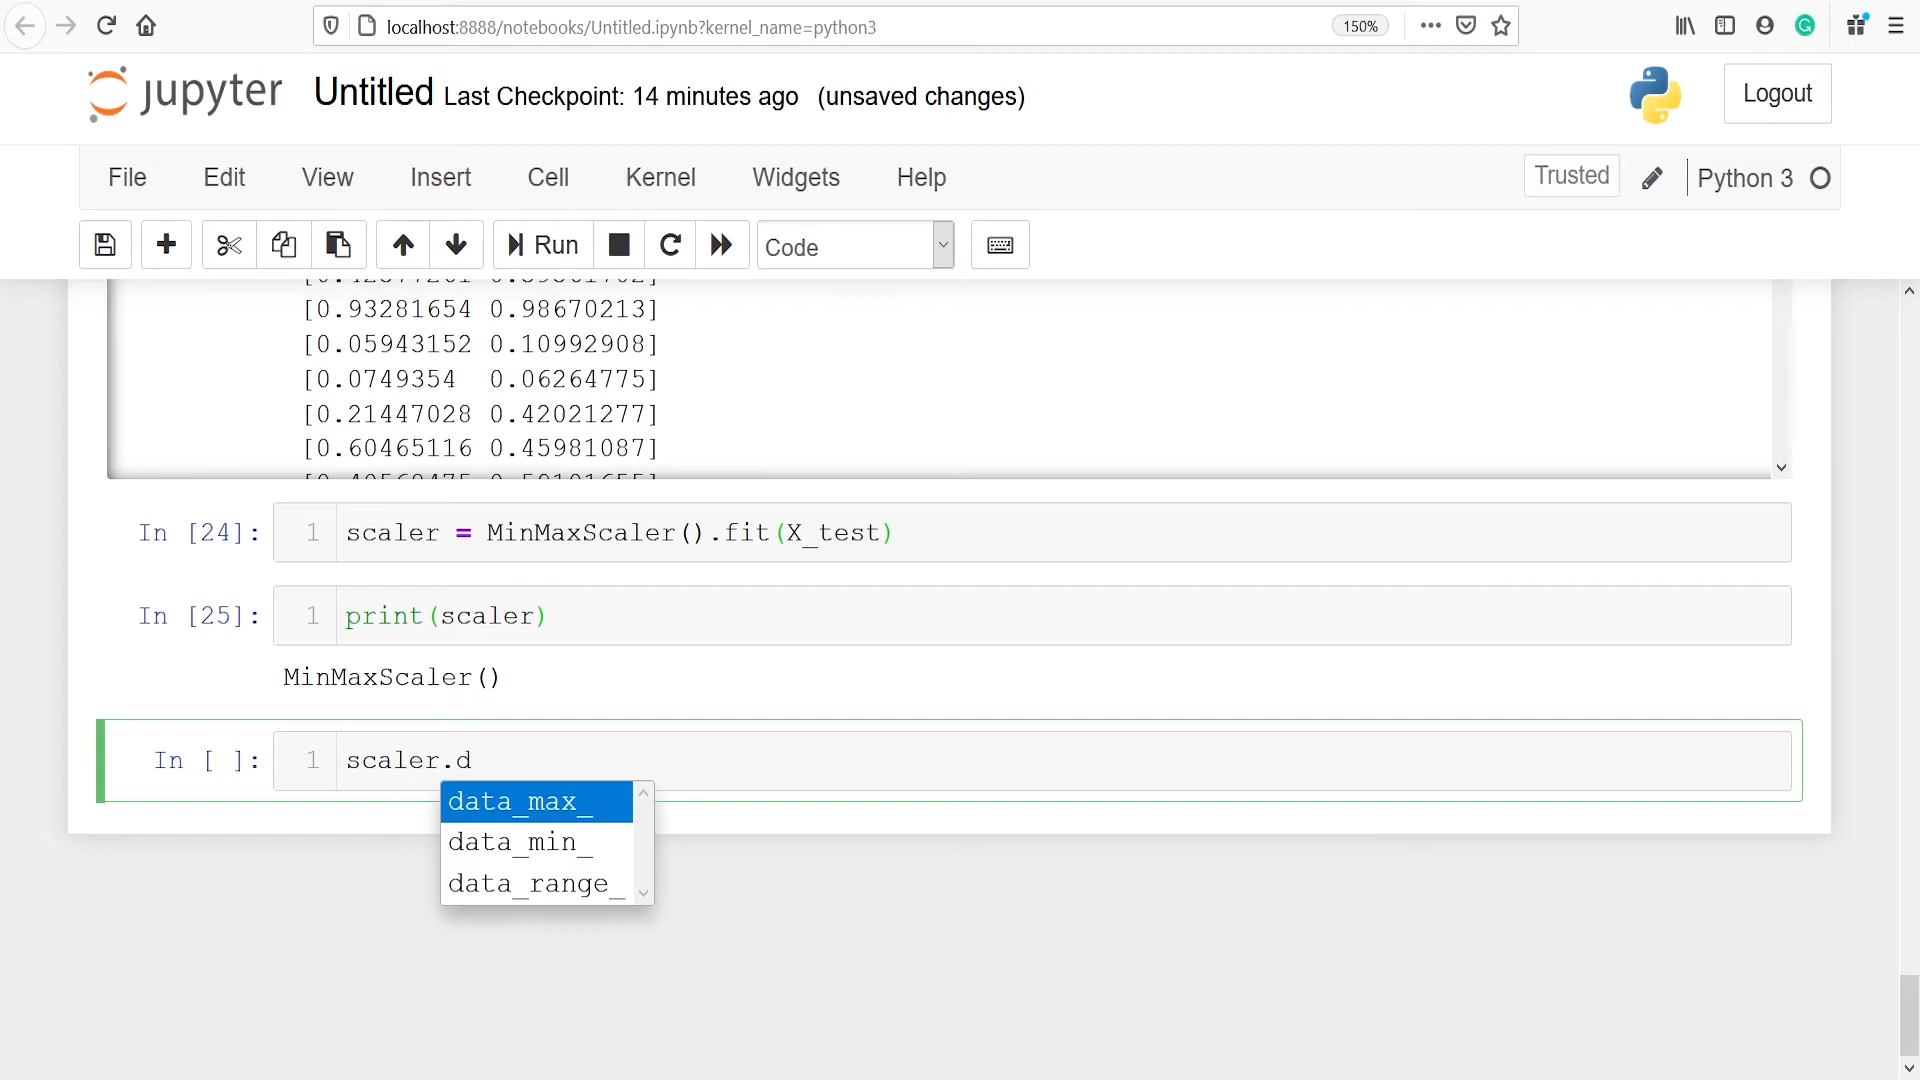 localhost:8888/notebooks/Untitled.ipynb?kernel_name=python3 150%
jupyter Untitled Last Checkpoint: 14 minutes ago (unsaved changes) Logout
File Edit View Insert Cell Kernel Widgets Help Trusted Python 3
Run Code
[0.93281654 0.98670213]
[0.05943152 0.10992908]
[0.0749354 0.06264775]
[0.21447028 0.42021277]
[0.60465116 0.45981087]
In [24]: 1 scaler = MinMaxScaler().fit(X_test)
In [25]: 1 print(scaler)
MinMaxScaler()
In [ ]: 1 scaler.d
data_max_
data_min_
data_range_